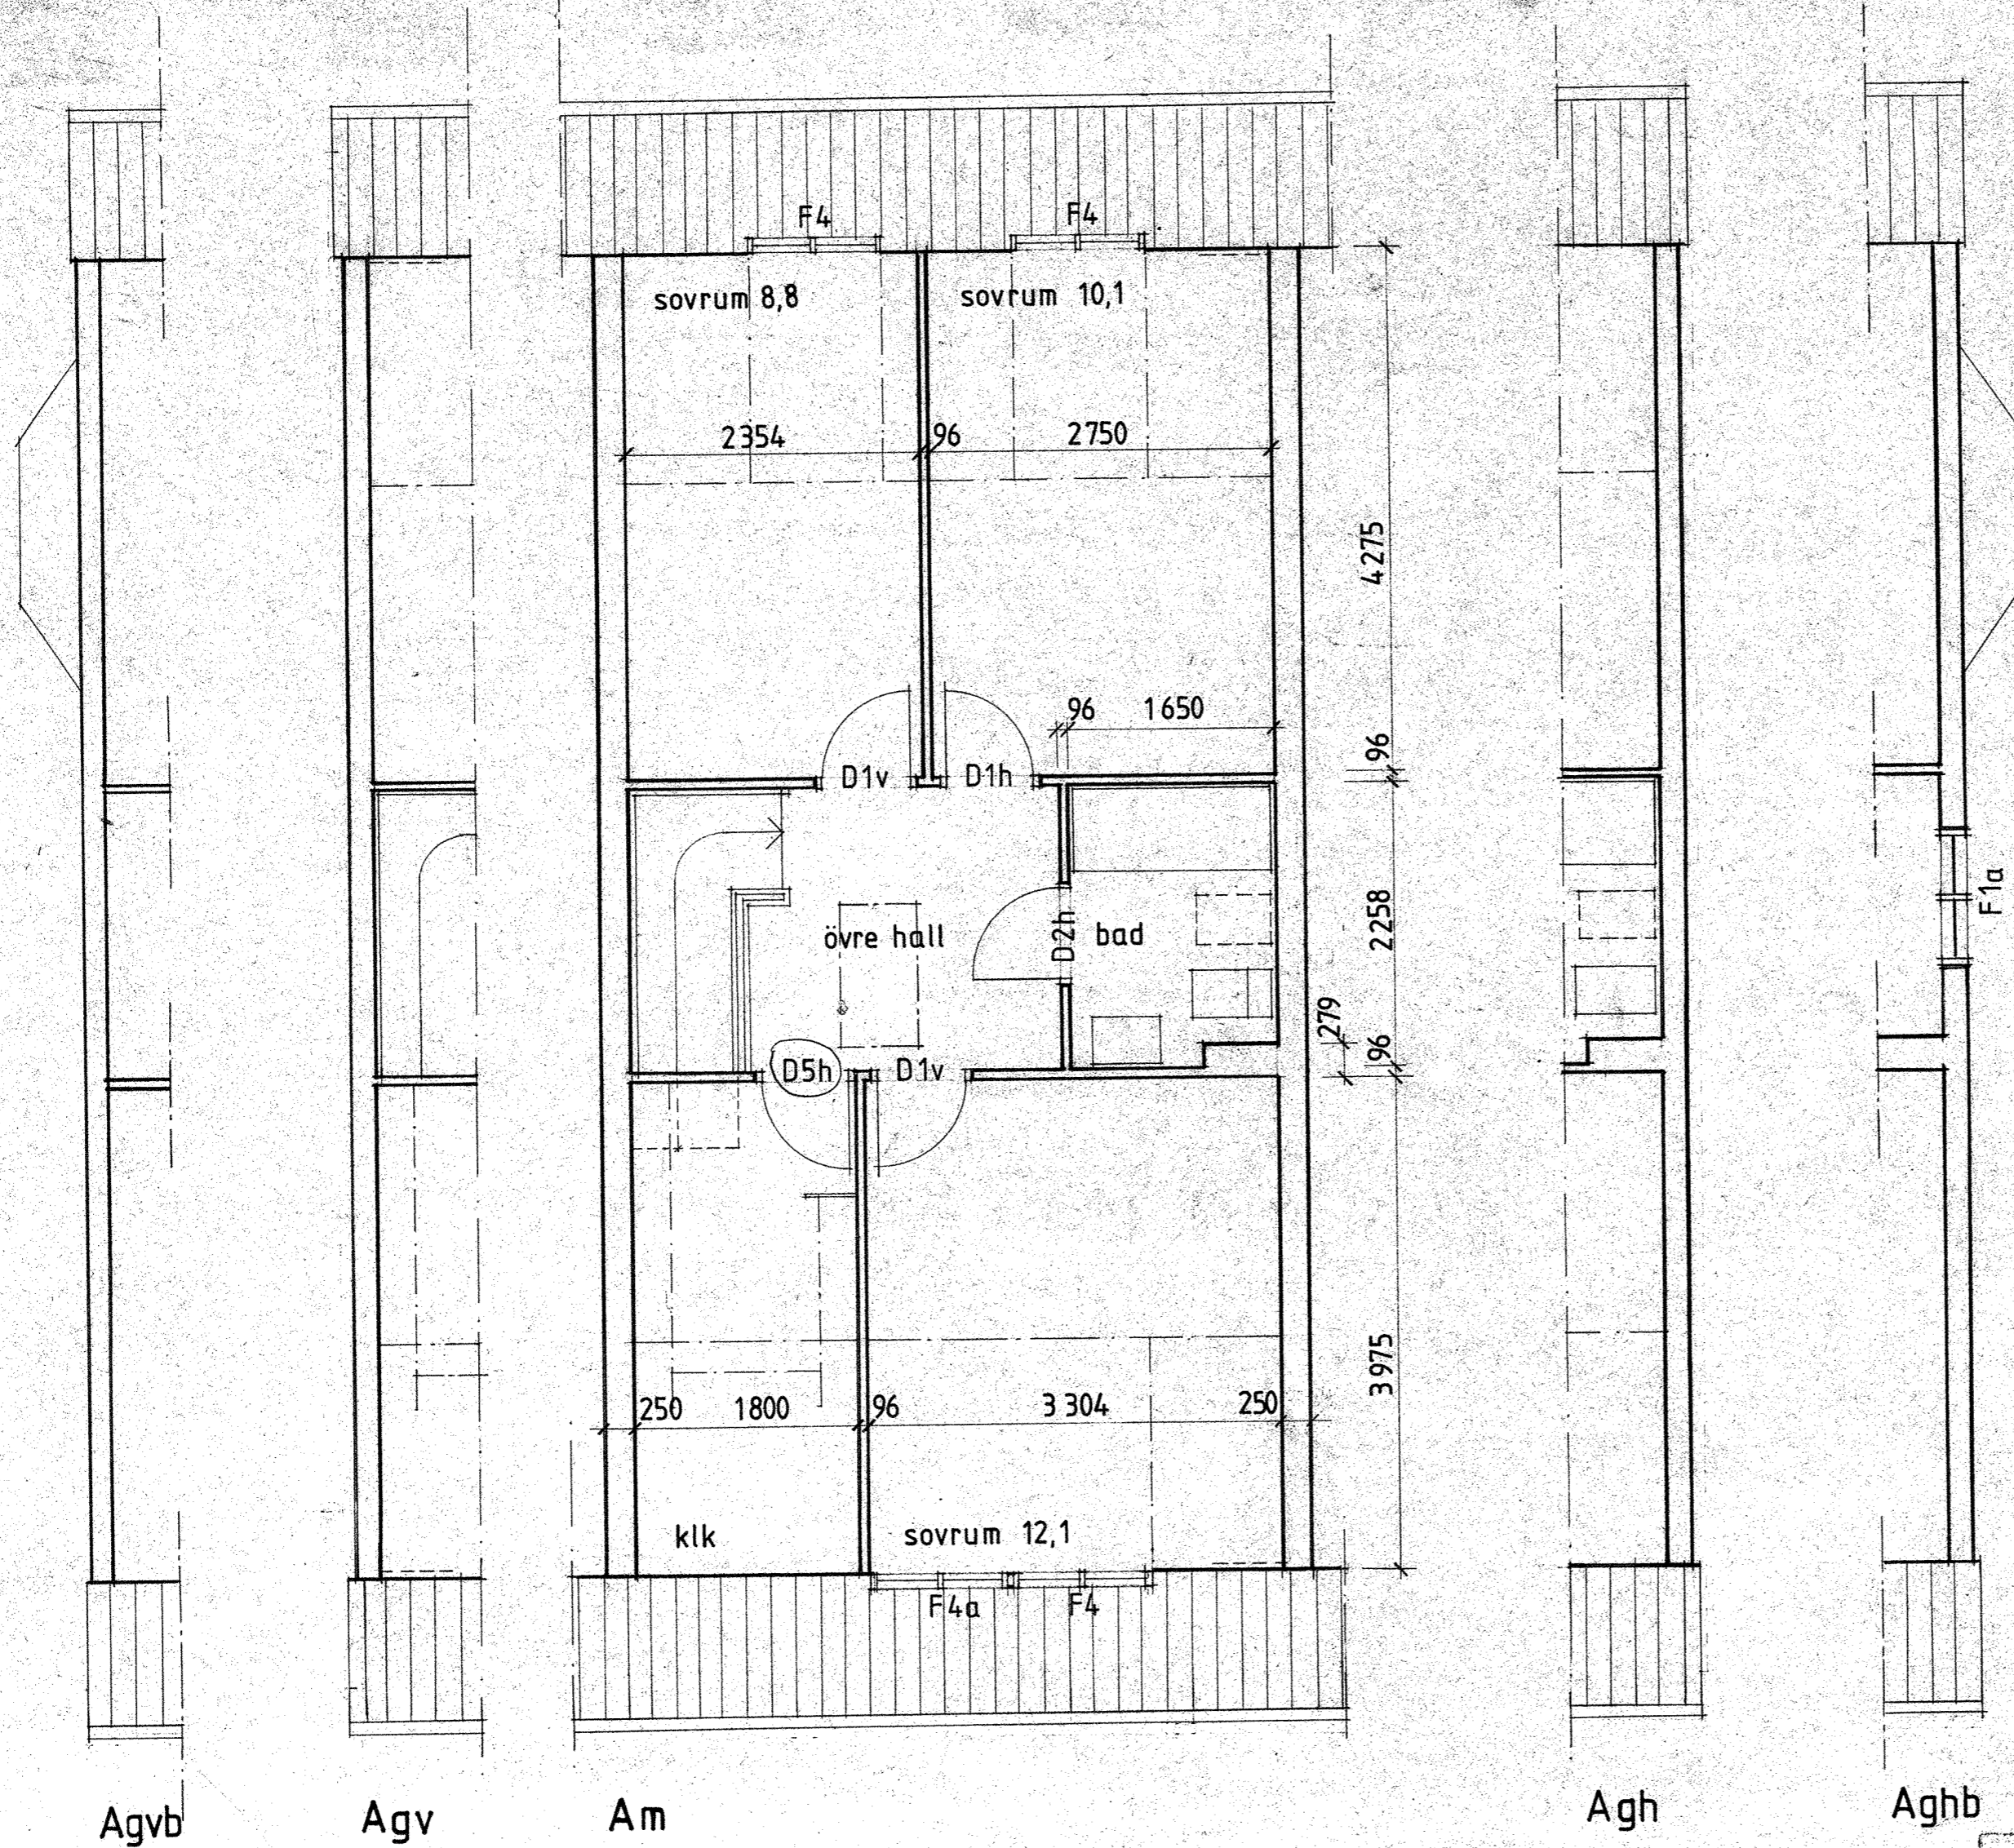 F4
F4
sovrum 8,8
sovrum 10,1
2354
96
2750
4275
96
1650
96
D1v
D1h
övre hall
D2h
bad
2258
F1a
279
96
D5h
D1v
3975
250
1800
96
3304
250
klk
sovrum 12,1
F4a
F4
Agvb
Agv
Am
Agh
Aghb